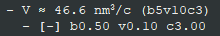 - V ≈ 46.6 nm³/c (b5v10c3)
- [-] b0.50 v0.10 c3.00